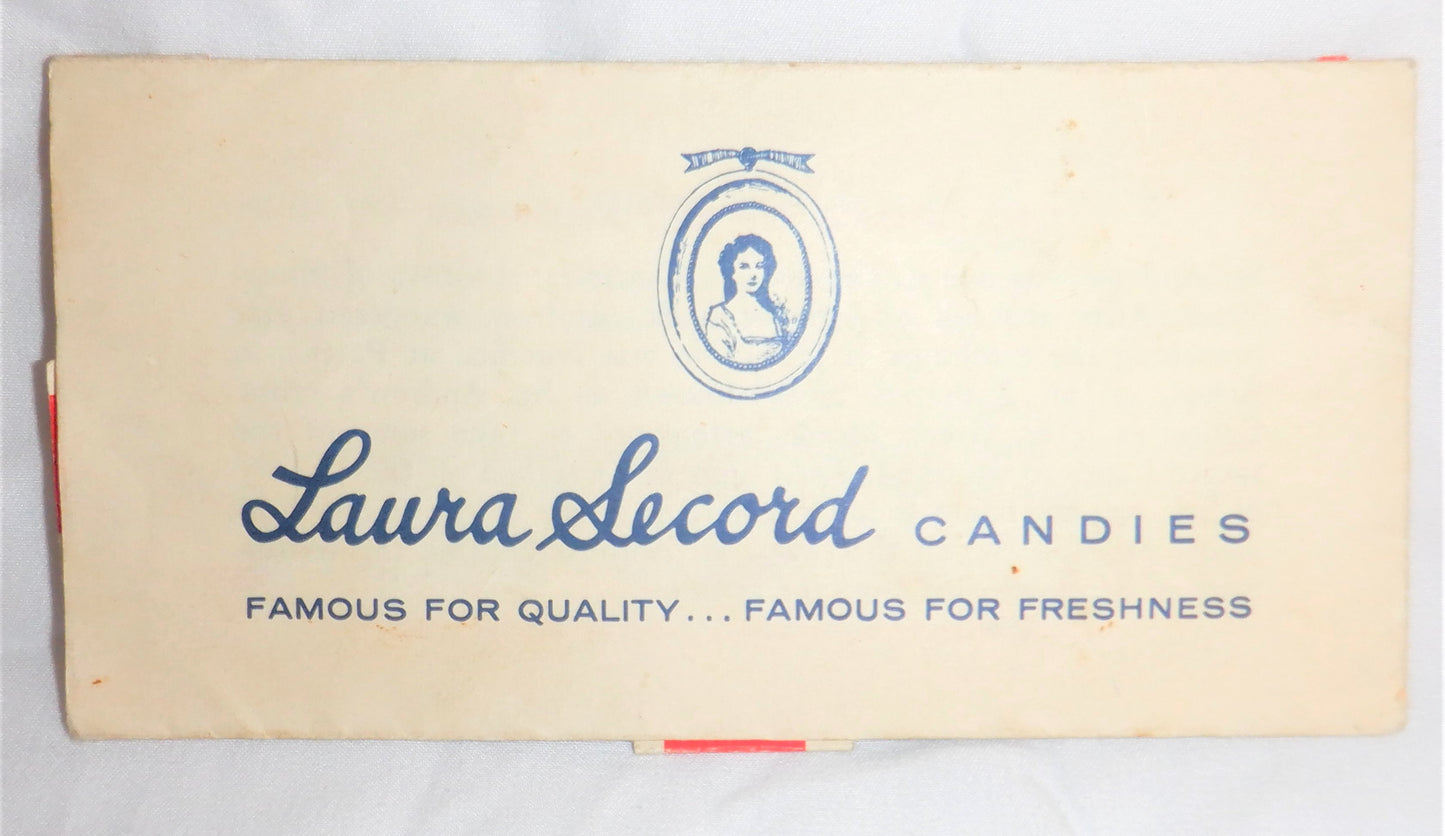 Laura Secord CANDIES
FAMOUS FOR QUALITY... FAMOUS FOR FRESHNESS